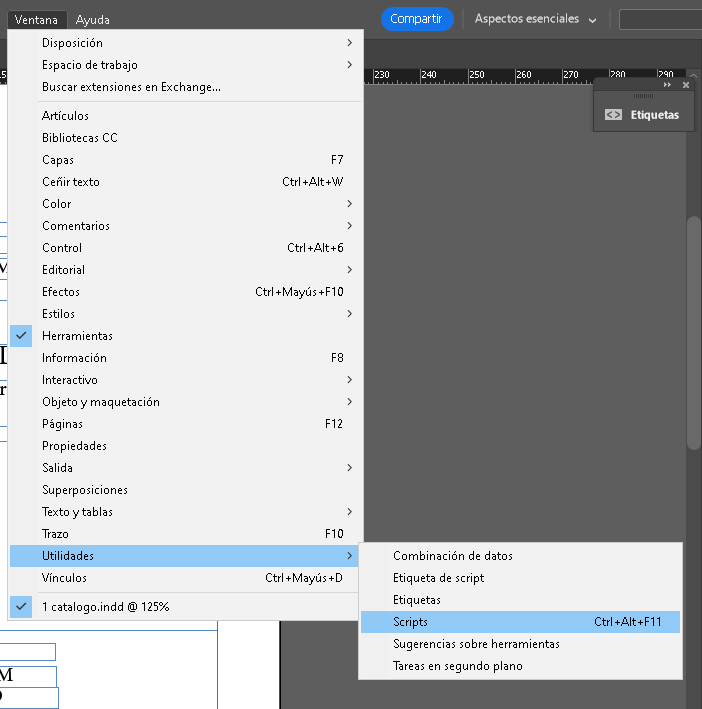 Ventana Ayuda Compartir Aspectos esenciales
230 240 250 260 270 280 290
Etiquetas
Disposición
Espacio de trabajo
Buscar extensiones en Exchange...
Artículos
Bibliotecas CC
Capas F7
Ceñir texto Ctrl+Alt+W
Color
Comentarios
Control Ctrl+Alt+6
Editorial
Efectos Ctrl+Mayús+F10
Estilos
Herramientas
Información F8
Interactivo
Objeto y maquetación
Páginas F12
Propiedades
Salida
Superposiciones
Texto y tablas
Trazo F10
Utilidades
Vínculos Ctrl+Mayús+D
1 catalogo.indd @ 125%
Combinación de datos
Etiqueta de script
Etiquetas
Scripts Ctrl+Alt+F11
Sugerencias sobre herramientas
Tareas en segundo plano
M